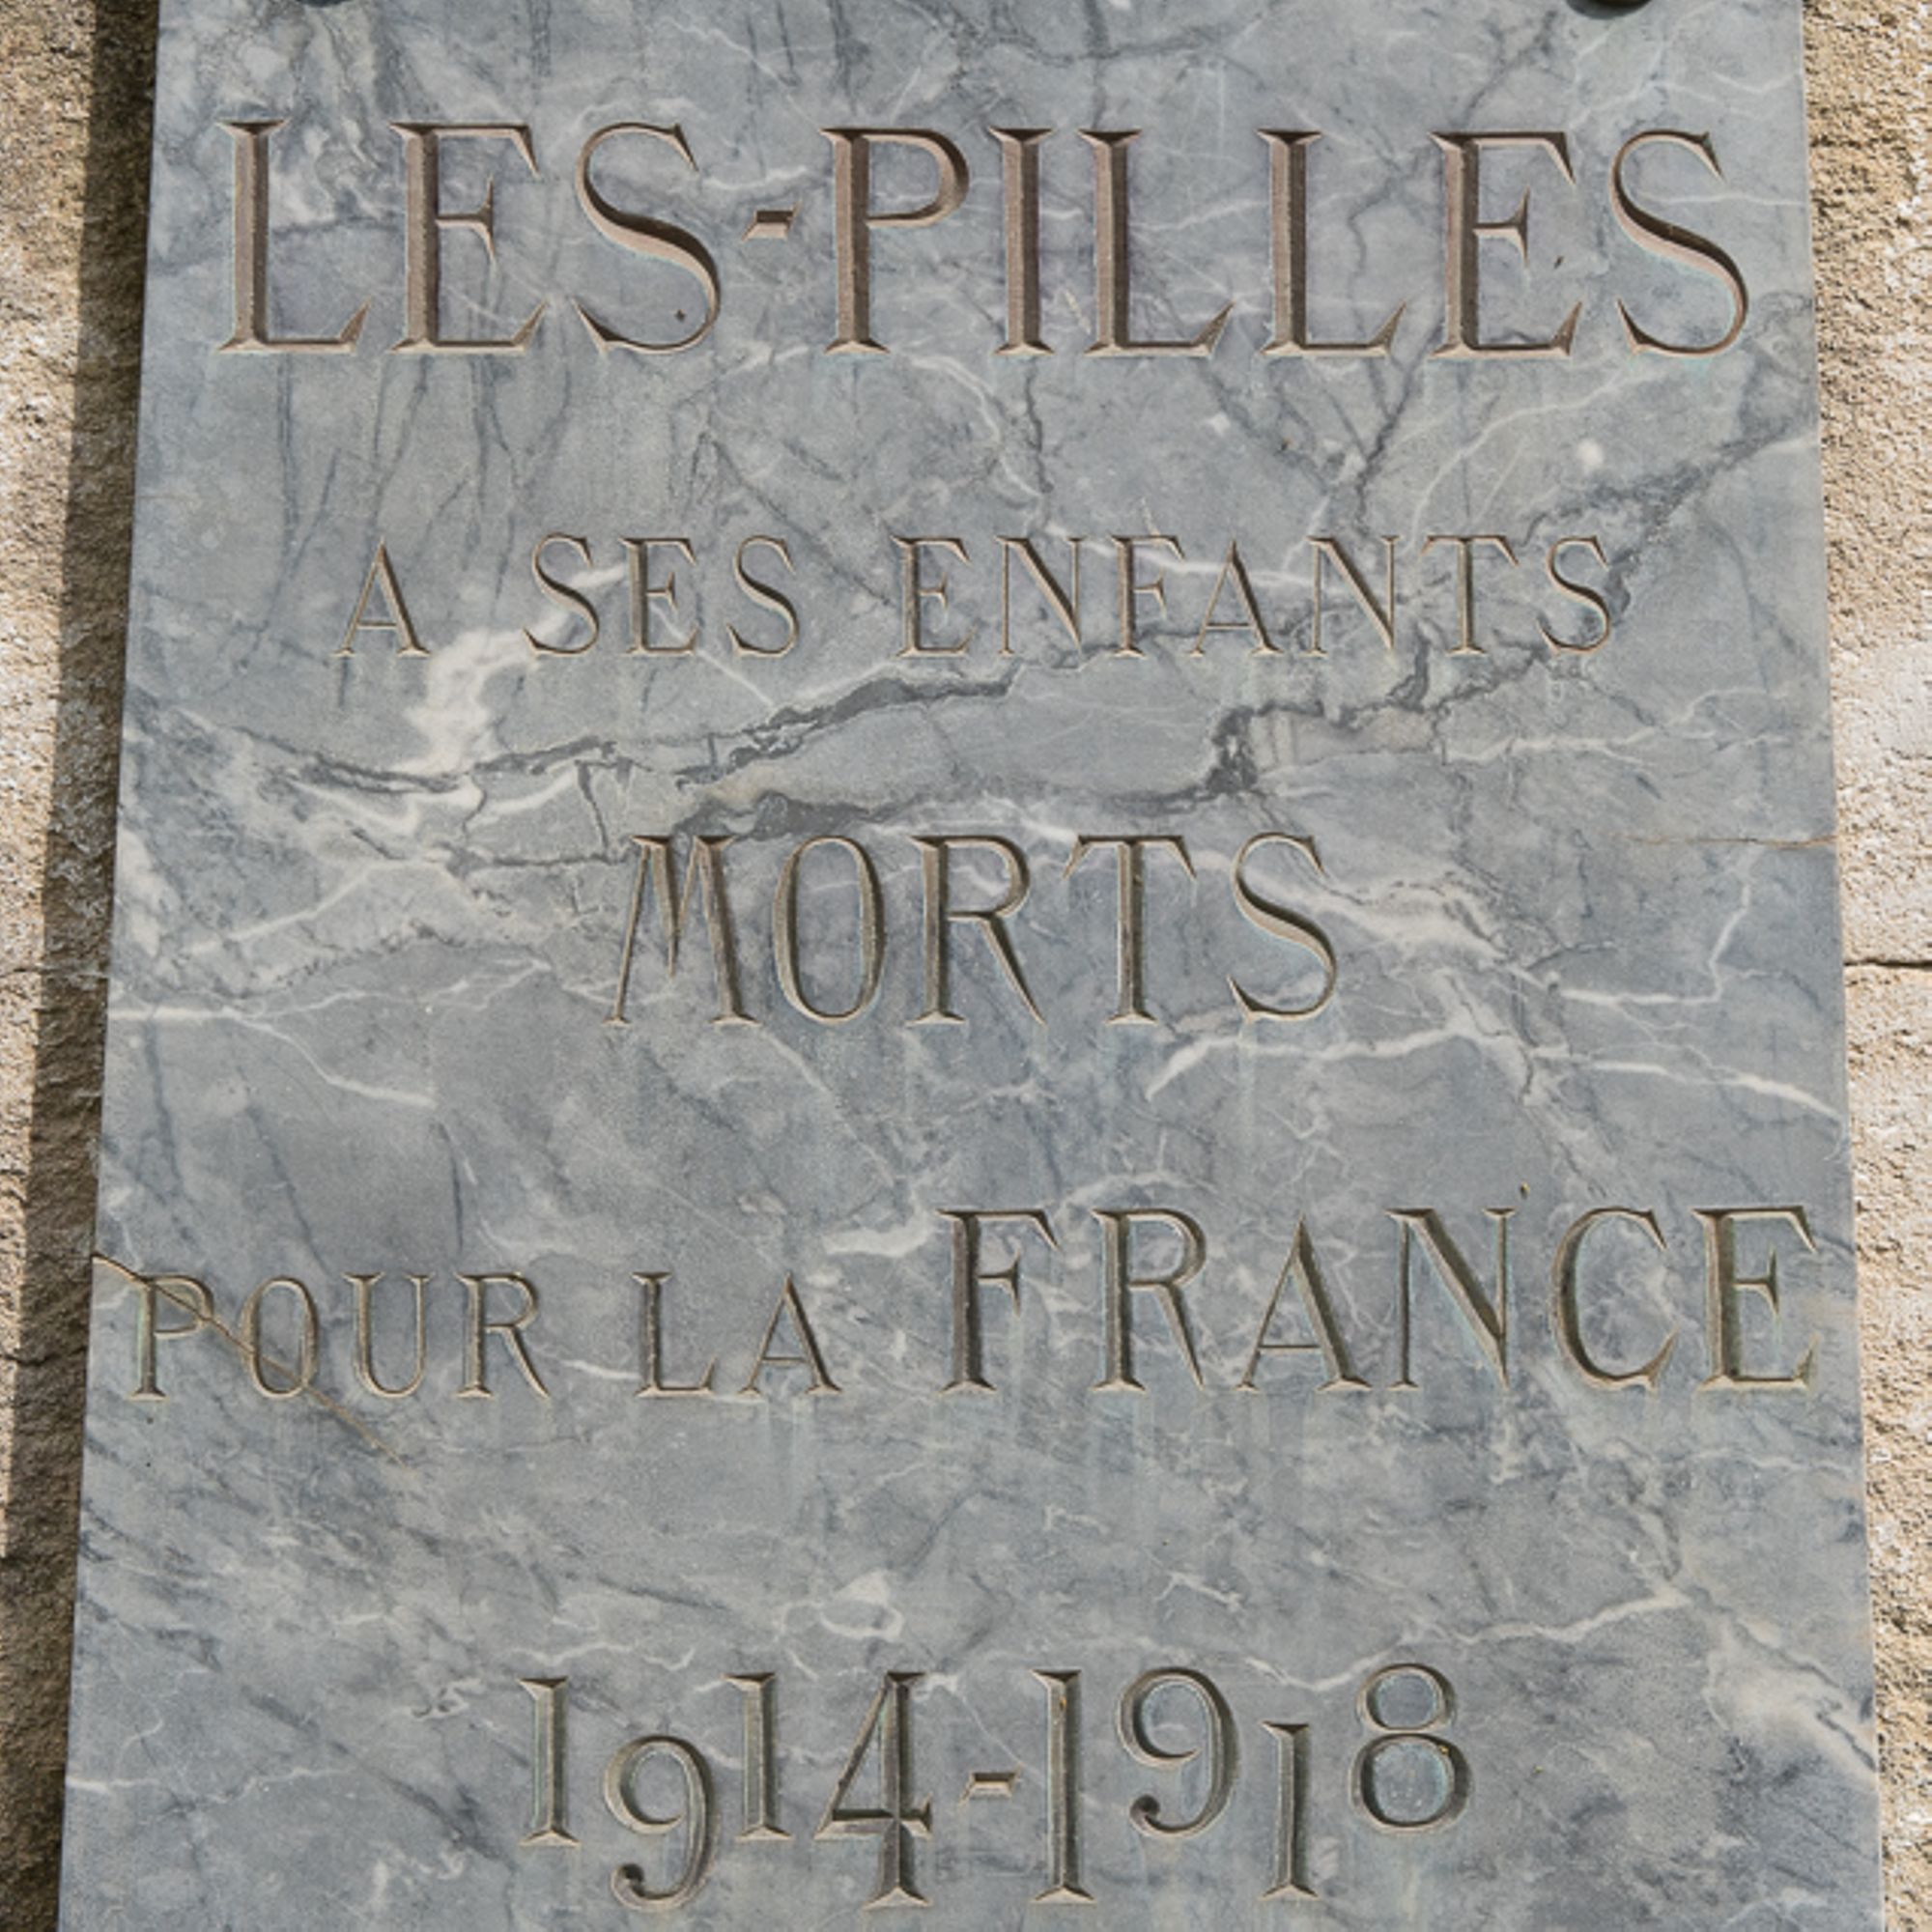 LES-PILLES
A SES ENFANTS
MORTS
POUR LA FRANCE
1914-1918